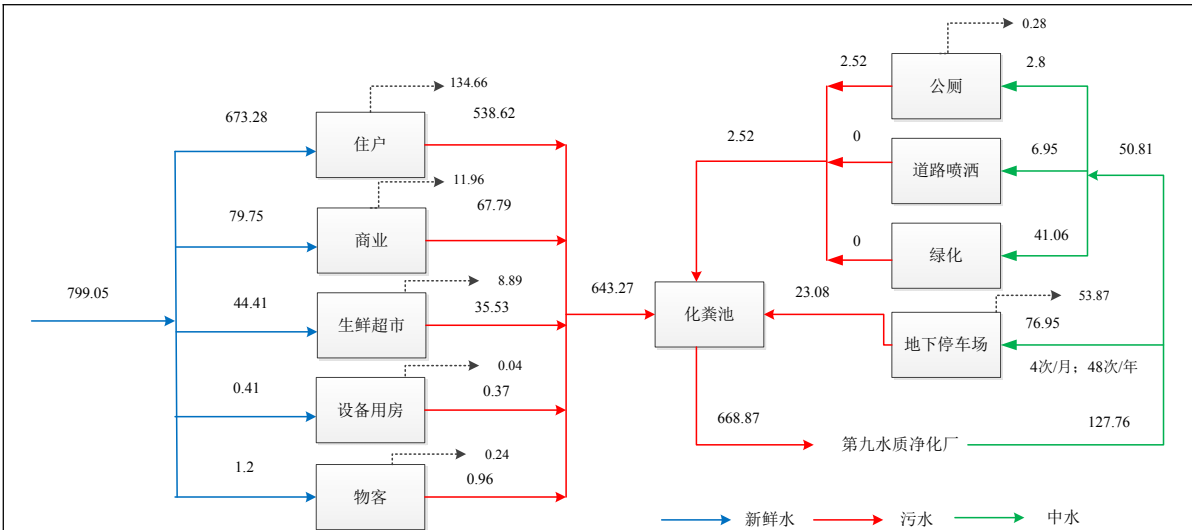 799.05
673.28
134.66
住户
538.62
79.75
11.96
商业
67.79
44.41
8.89
生鲜超市
35.53
0.41
0.04
设备用房
0.37
1.2
0.24
物客
0.96
643.27
化粪池
2.52
2.52
0.28
公厕
2.8
0
道路喷洒
6.95
50.81
0
绿化
41.06
23.08
53.87
地下停车场
76.95
4次/月；48次/年
668.87
第九水质净化厂
127.76
新鲜水
污水
中水